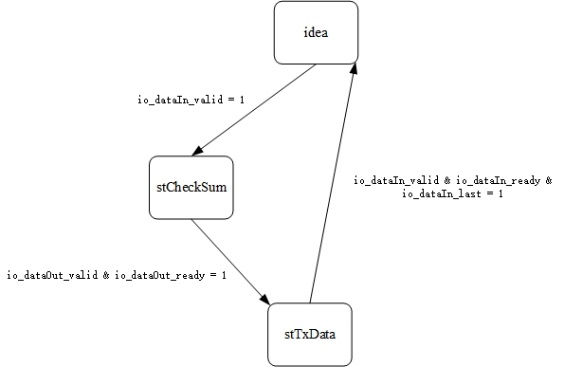 idea
io_dataIn_valid = 1
stCheckSum
io_dataIn_valid & io_dataIn_ready &
io_dataIn_last = 1
io_dataOut_valid & io_dataOut_ready = 1
stTxData